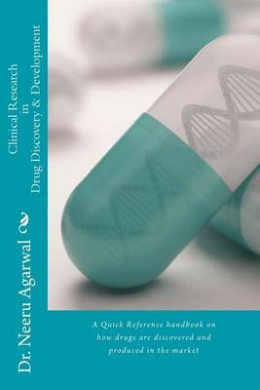 Clinical Research
in
Drug Discovery & Development
Dr. Neeru Agarwal
A Quick Reference handbook on
how drugs are discovered and
produced in the market